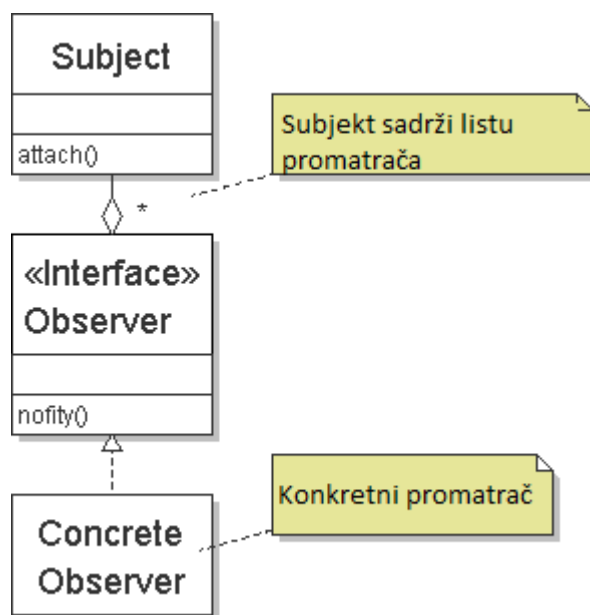 Subject
attach()
Subjekt sadrži listu
promatrača
*
«Interface»
Observer
nofity()
Konkretni promatrač
Concrete
Observer